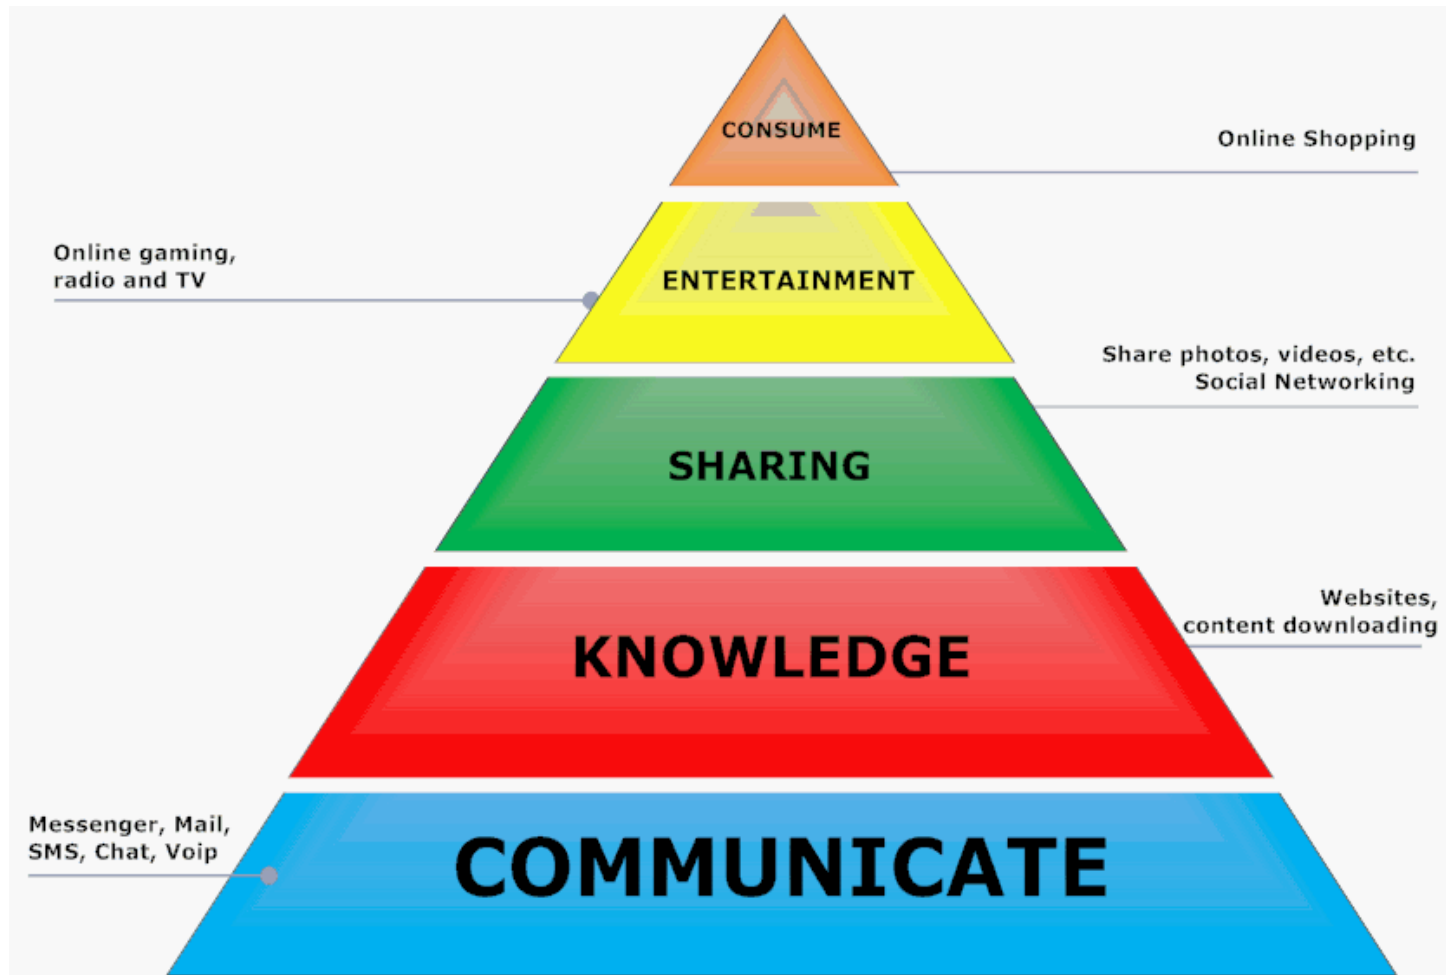 CONSUME
Online Shopping
Online gaming,
radio and TV
ENTERTAINMENT
Share photos, videos, etc.
Social Networking
SHARING
Websites,
content downloading
KNOWLEDGE
Messenger, Mail,
SMS, Chat, Voip
COMMUNICATE